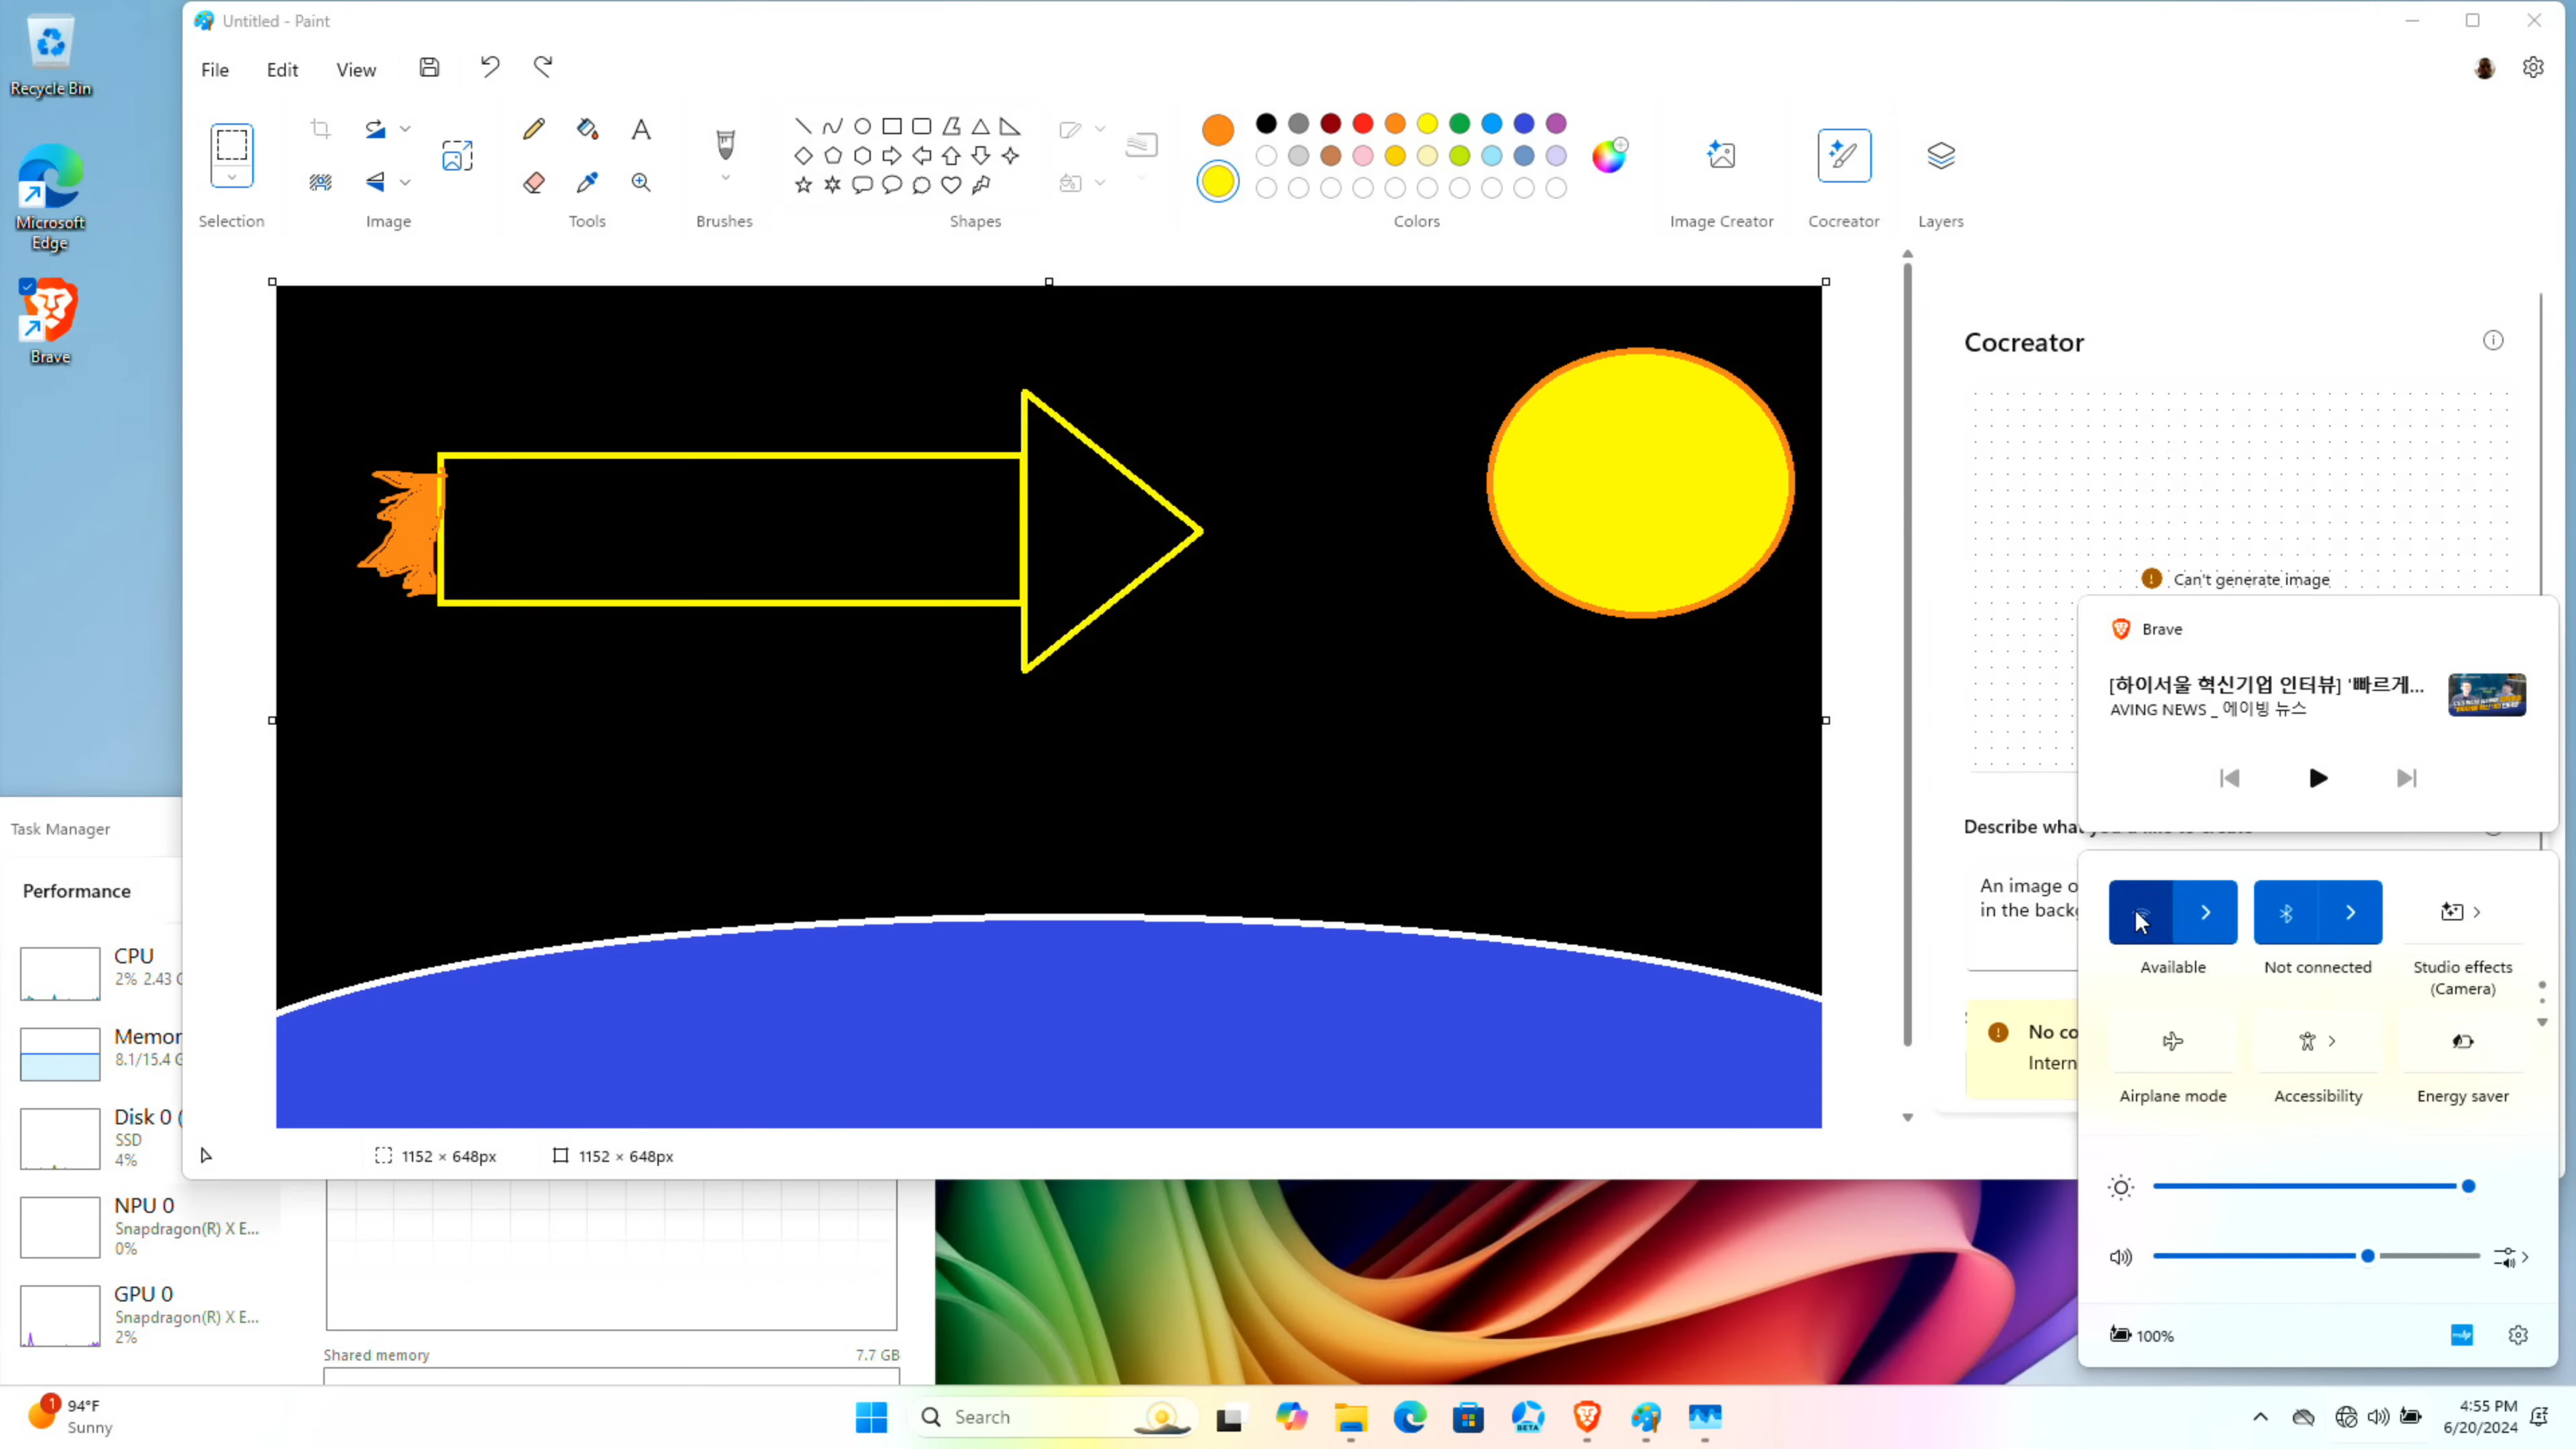 Recycle Bin
Microsoft
Edge
Brave
Untitled - Paint
File
Edit
View
Selection
Image
Tools
Brushes
Shapes
Colors
Image Creator
Cocreator
Layers
Cocreator
Can't generate image
Brave
[하이서울 혁신기업 인터뷰] '빠르게...
AVING NEWS _ 에이빙 뉴스
Describe what
An image o
in the backg
No co
Intern
Available
Not connected
Studio effects
(Camera)
Airplane mode
Accessibility
Energy saver
100%
1152 × 648px
1152 × 648px
Task Manager
Performance
CPU
2% 2.43 G
Memor
8.1/15.4 G
Disk 0 (
SSD
4%
NPU 0
Snapdragon(R) X E...
0%
GPU 0
Snapdragon(R) X E...
2%
Shared memory
7.7 GB
1
94°F
Sunny
Search
BETA
4:55 PM
6/20/2024